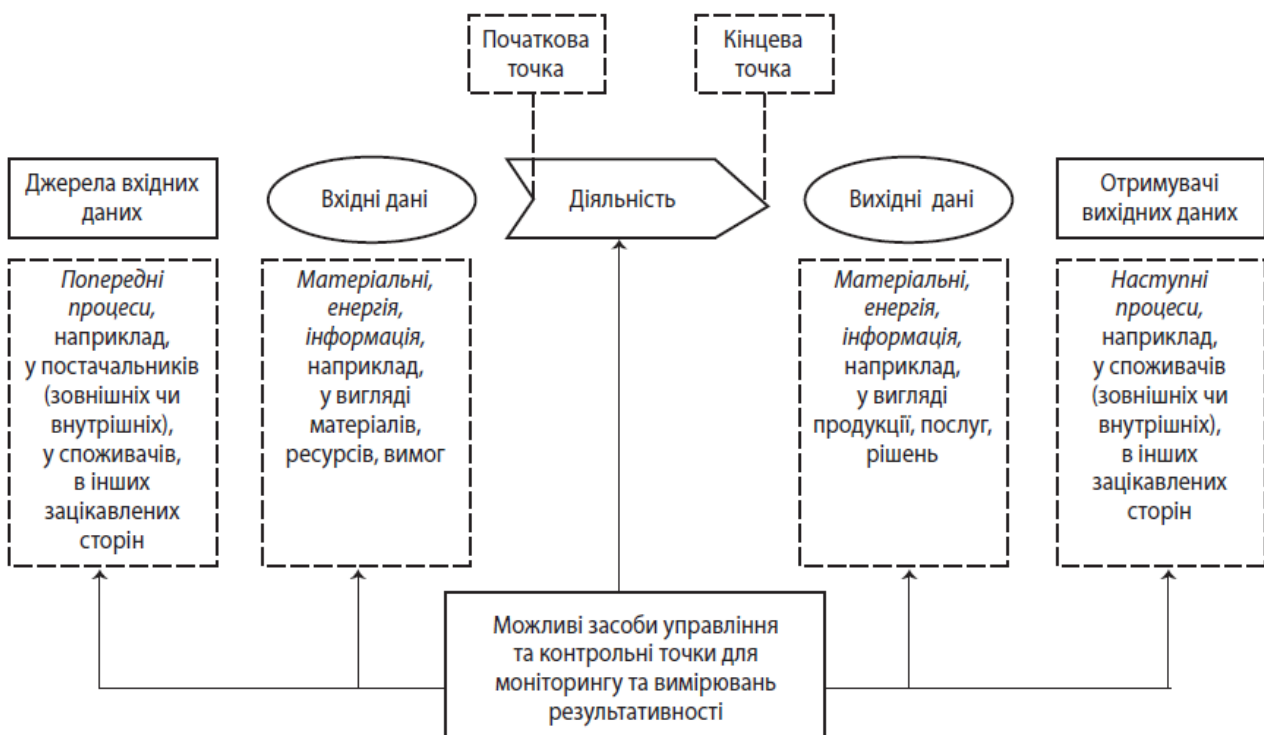 Початкова
точка
Кінцева
точка
Джерела вхідних
даних
Вхідні дані
Діяльність
Вихідні дані
Отримувачі
вихідних даних
Попередні
процеси,
наприклад,
у постачальників
(зовнішніх чи
внутрішніх),
у споживачів,
в інших
зацікавлених
сторін
Матеріальні,
енергія,
інформація,
наприклад,
у вигляді
матеріалів,
ресурсів, вимог
Матеріальні,
енергія,
інформація,
наприклад,
у вигляді
продукції, послуг,
рішень
Наступні
процеси,
наприклад,
у споживачів
(зовнішніх чи
внутрішніх),
в інших
зацікавлених
сторін
Можливі засоби управління
та контрольні точки для
моніторингу та вимірювань
результативності